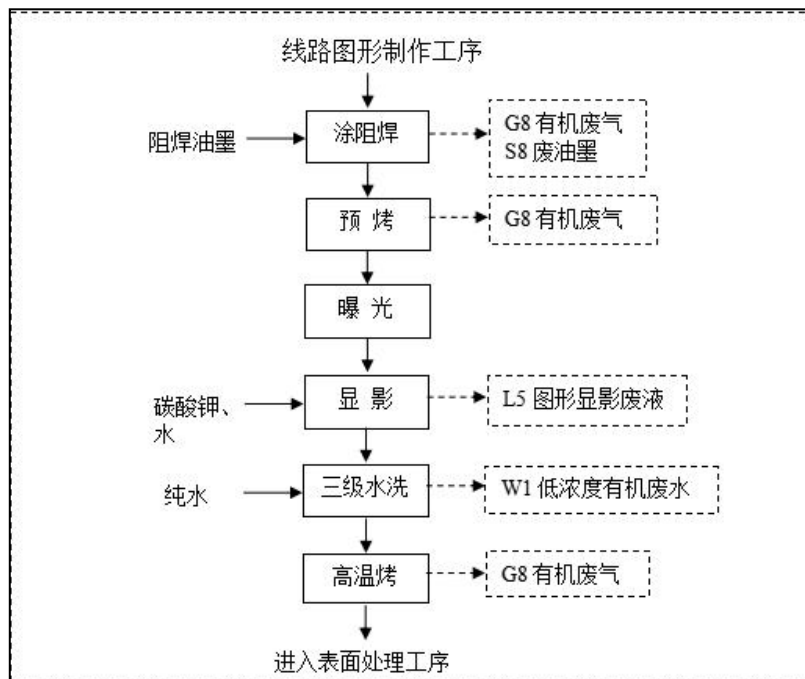 线路图形制作工序
阻焊油墨
涂阻焊
G8 有机废气
S8 废油墨
预 烤
G8 有机废气
曝 光
碳酸钾、
水
显 影
L5 图形显影废液
纯水
三级水洗
W1 低浓度有机废水
高温烤
G8 有机废气
进入表面处理工序